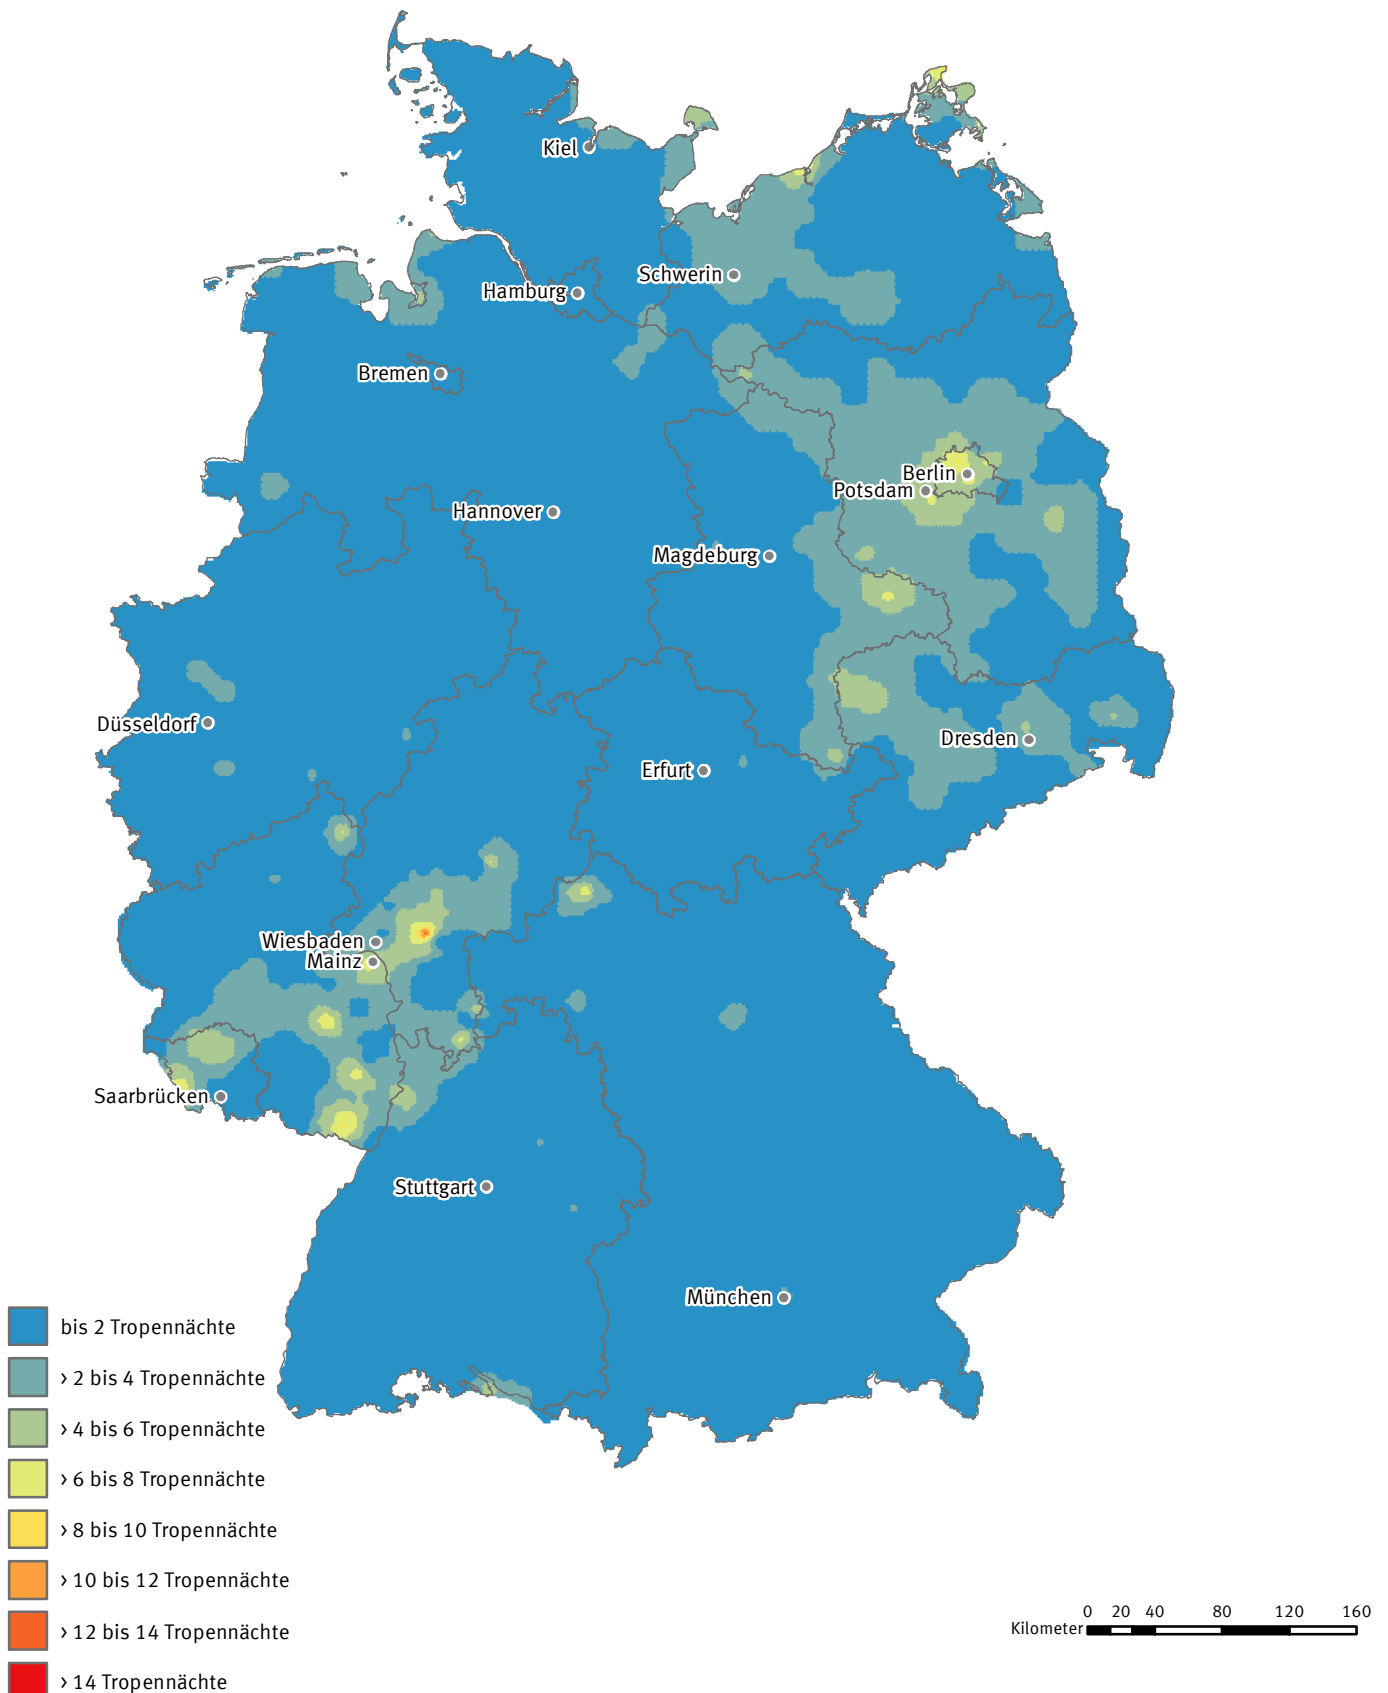 Kiel
Schwerin
Hamburg
Bremen
Berlin
Potsdam
Hannover
Magdeburg
Düsseldorf
Dresden
Erfurt
Wiesbaden
Mainz
Saarbrücken
Stuttgart
München
bis 2 Tropennächte
> 2 bis 4 Tropennächte
> 4 bis 6 Tropennächte
> 6 bis 8 Tropennächte
> 8 bis 10 Tropennächte
> 10 bis 12 Tropennächte
> 12 bis 14 Tropennächte
> 14 Tropennächte
0 20 40 80 120 160
Kilometer